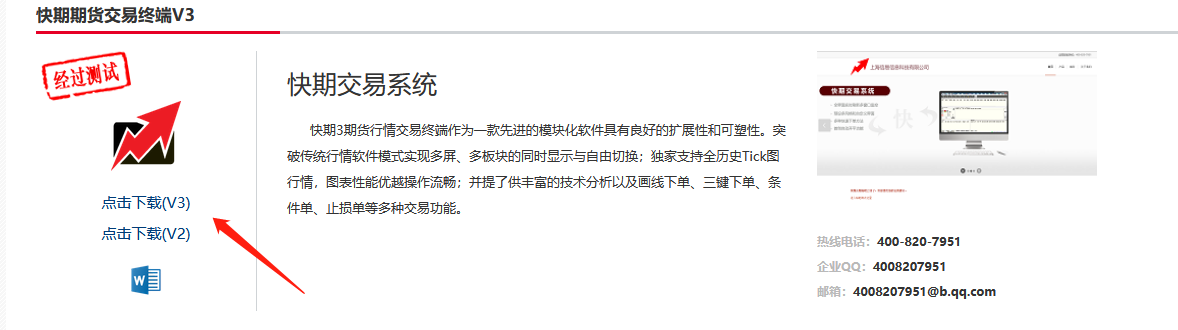 快期期货交易终端V3
经过测试
点击下载(V3)
点击下载(V2)
W
快期交易系统
快期3期货行情交易终端作为一款先进的模块化软件具有良好的扩展性和可塑性。突
破传统行情软件模式实现多屏、多板块的同时显示与自由切换；独家支持全历史Tick图
行情，图表性能优越操作流畅；并提了供丰富的技术分析以及画线下单、三键下单、条
件单、止损单等多种交易功能。
上海信易信息科技有限公司
快期交易系统
快
热线电话：400-820-7951
企业QQ：4008207951
邮箱：4008207951@b.qq.com